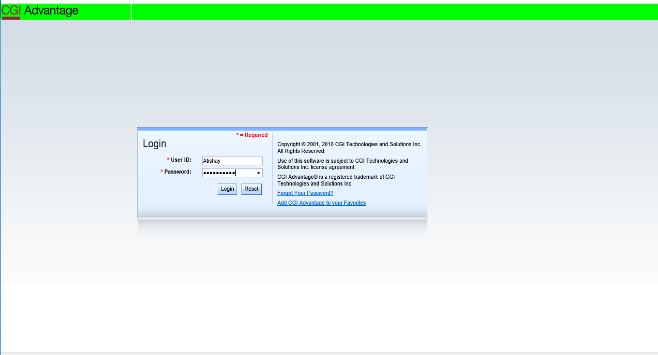 CGI Advantage
* = Required
Login
* User ID:
Abshay
* Password:
Login Reset
Copyright © 2001, 2016 CGI Technologies and Solutions Inc.
All Rights Reserved.
Use of this software is subject to CGI Technologies and
Solutions Inc. license agreement.
CGI Advantage® is a registered trademark of CGI
Technologies and Solutions Inc
Forgot Your Password?
Add CGI Advantage to your Favorites